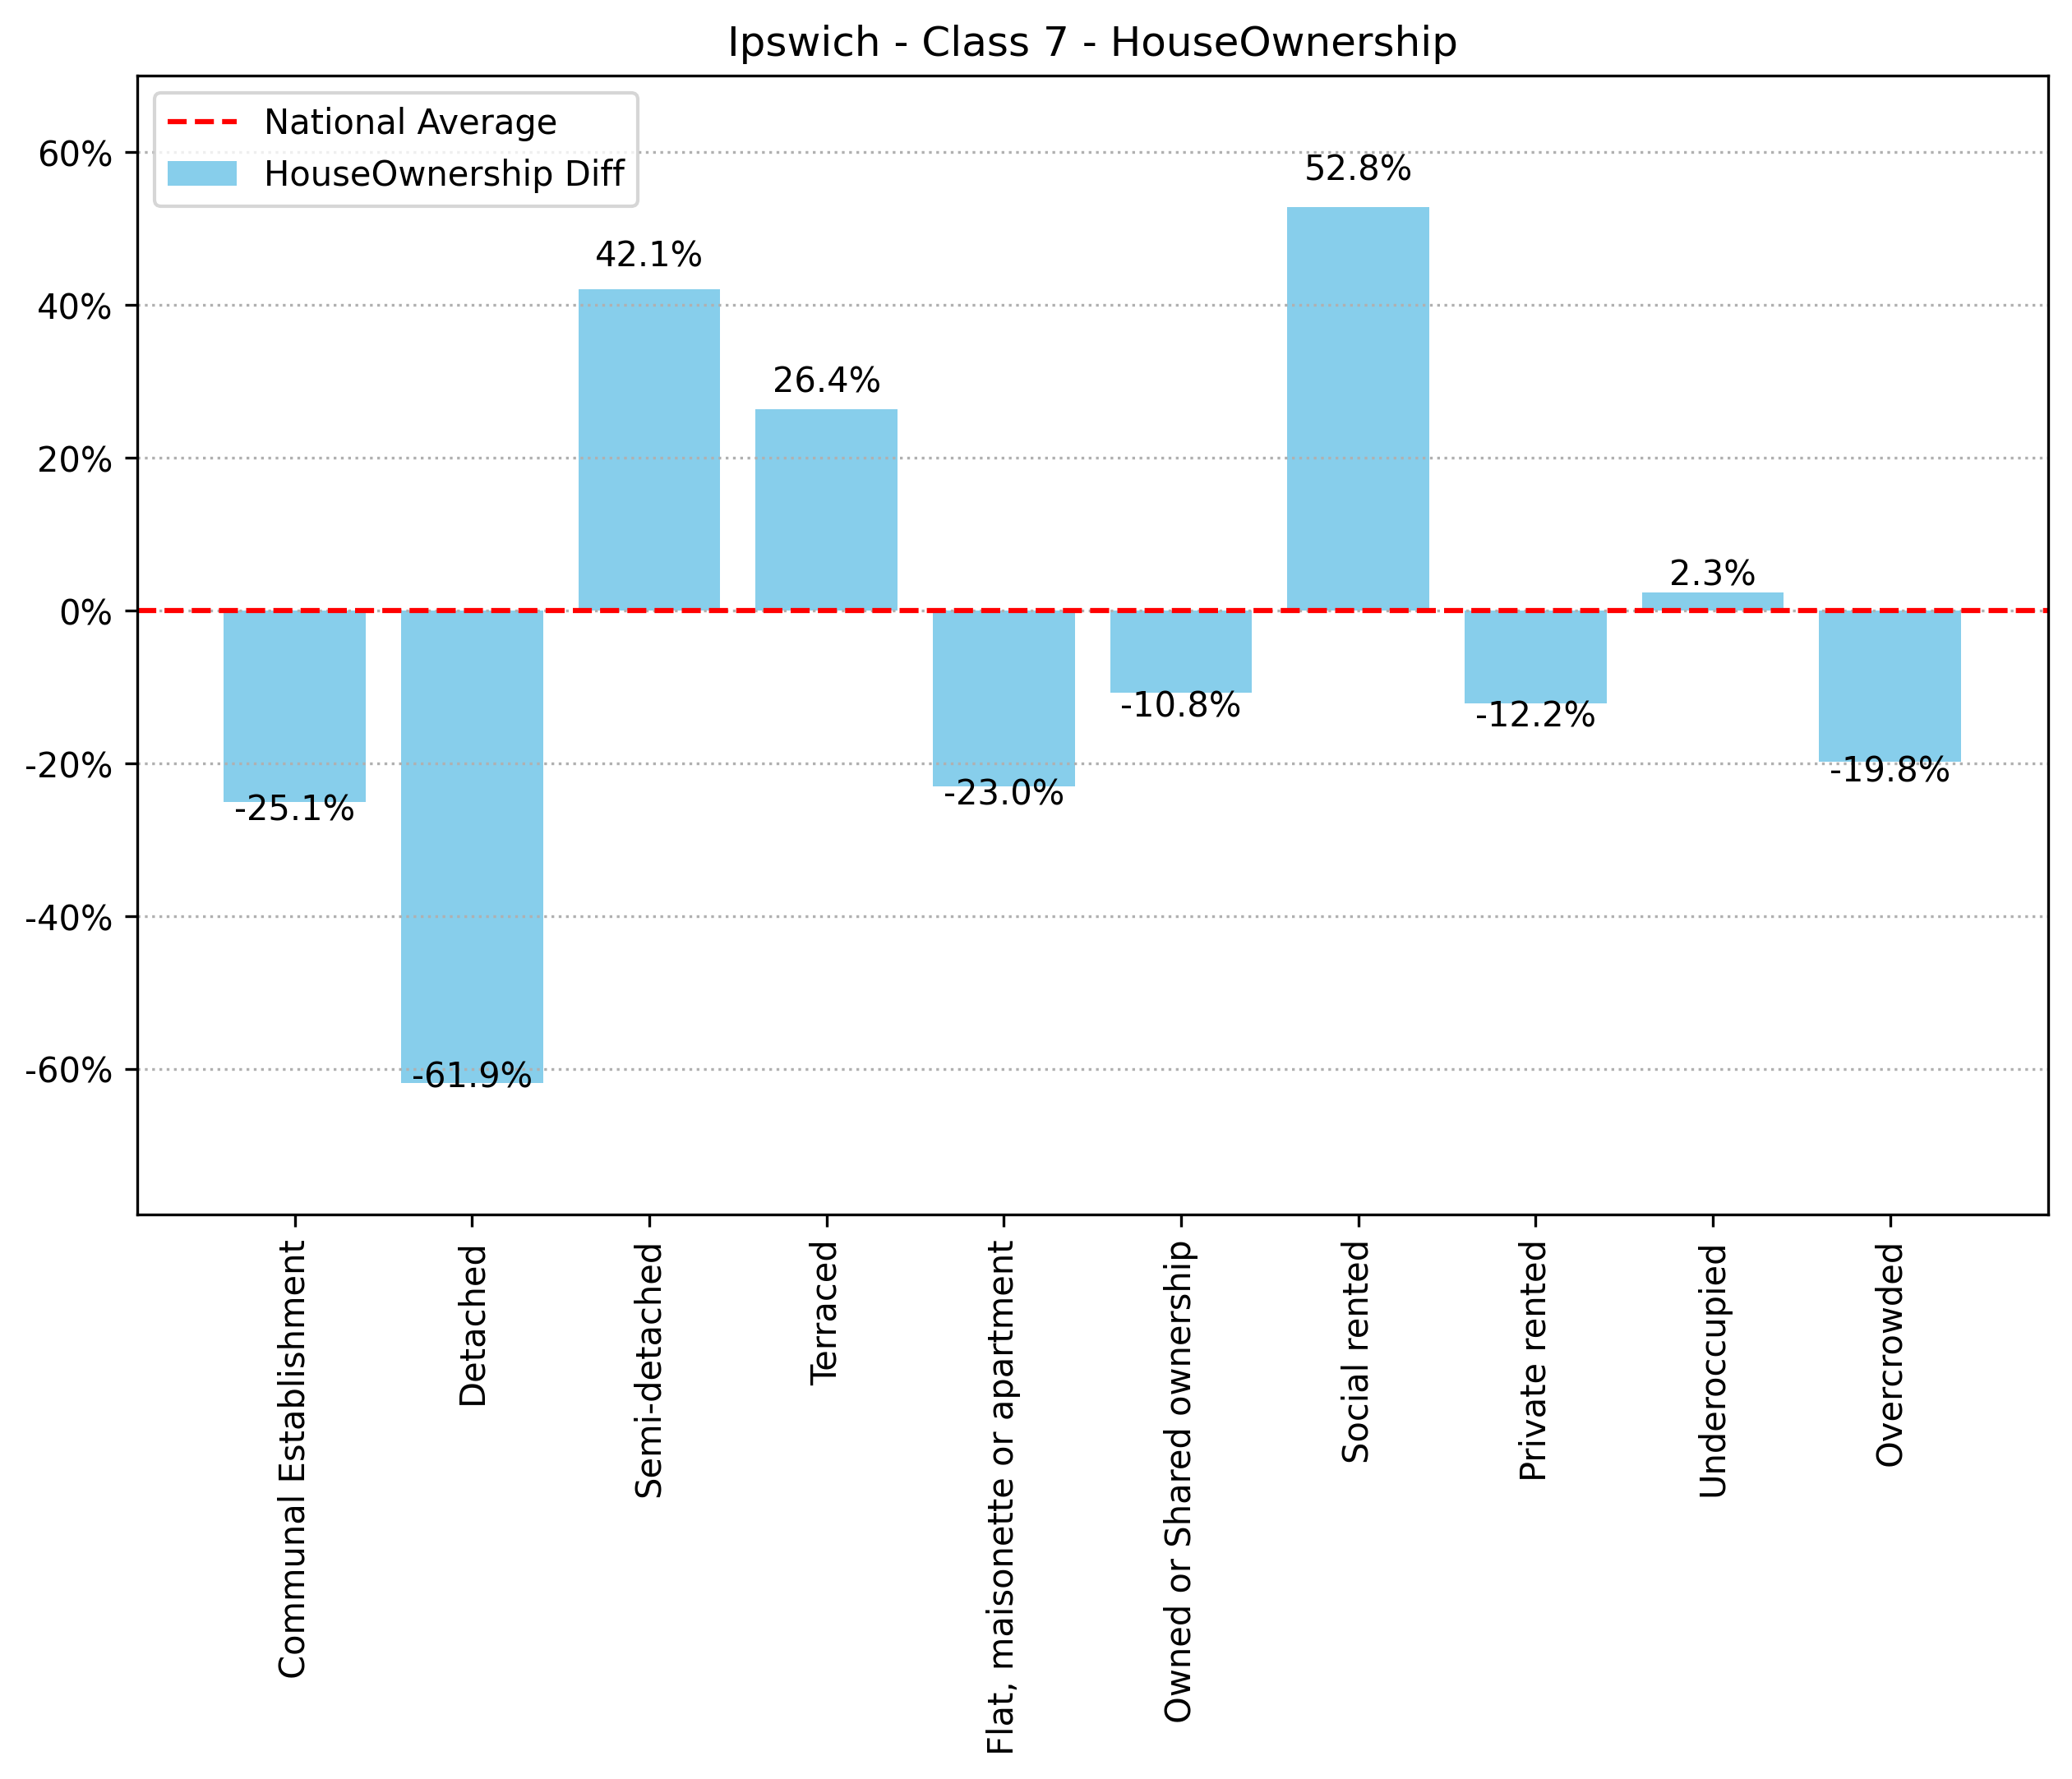 Ipswich - Class 7 - HouseOwnership
National Average
HouseOwnership Diff
60%
40%
20%
0%
-20%
-40%
-60%
-25.1%
-61.9%
42.1%
26.4%
-23.0%
-10.8%
52.8%
-12.2%
2.3%
-19.8%
Communal Establishment
Detached
Semi-detached
Terraced
Flat, maisonette or apartment
Owned or Shared ownership
Social rented
Private rented
Underoccupied
Overcrowded